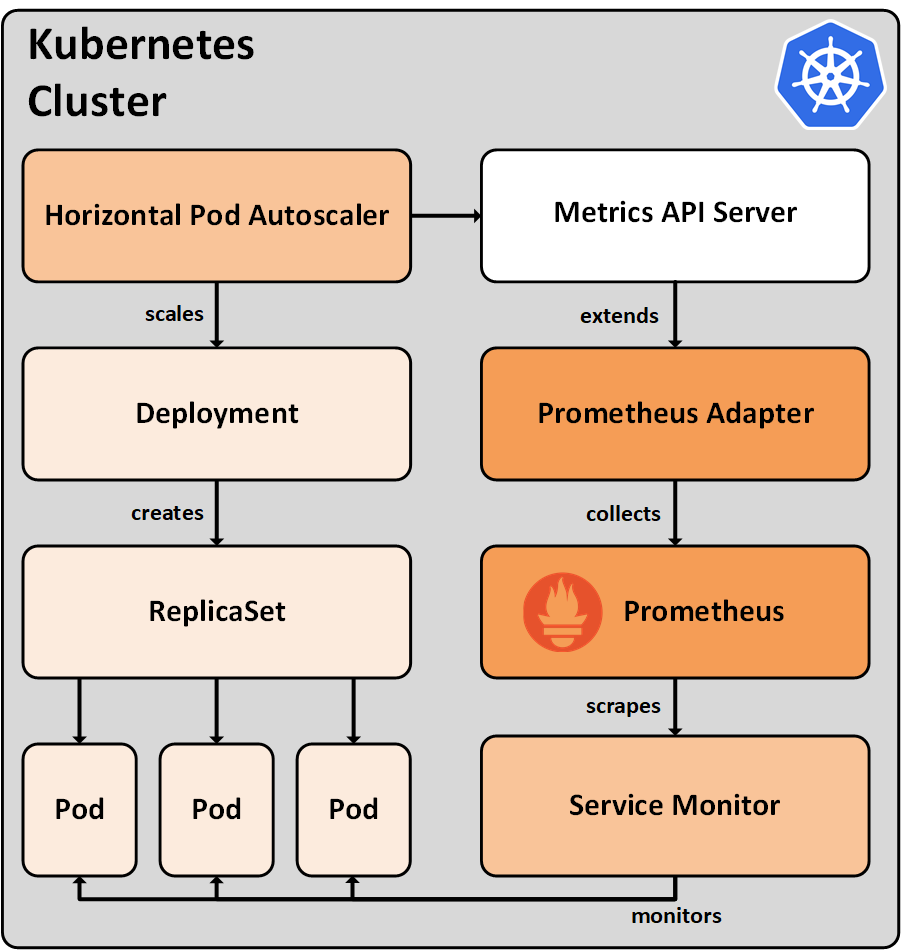 Kubernetes
Cluster
Horizontal Pod Autoscaler
Metrics API Server
scales
extends
Deployment
Prometheus Adapter
creates
collects
ReplicaSet
Prometheus
scrapes
Pod
Pod
Pod
Service Monitor
monitors